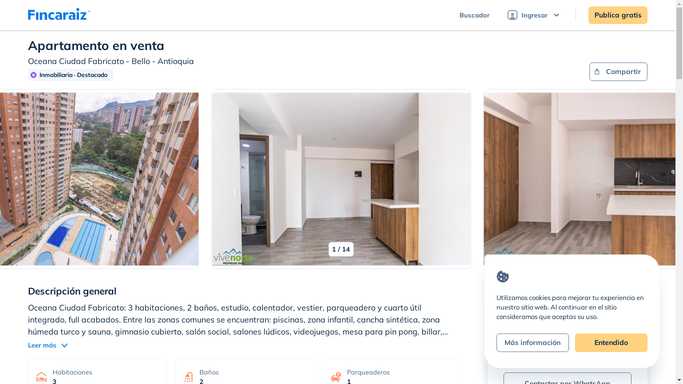 Fincaraiz
Buscador
Ingresar
Publica gratis
Apartamento en venta
Oceana Ciudad Fabricato - Bello - Antioquia
Inmobiliaria - Destacado
Compartir
1 / 14
vivenorte
Descripción general
Oceana Ciudad Fabricato: 3 habitaciones, 2 baños, estudio, calentador, vestier, parqueadero y cuarto útil
integrado, full acabados. Entre las zonas comunes se encuentran: piscinas, zona infantil, cancha sintética, zona
húmeda turco y sauna, gimnasio cubierto, salón social, salones lúdicos, videojuegos, mesa para pin pong, billar,...
Leer más
Habitaciones
3
Baños
2
Parqueaderos
1
Utilizamos cookies para mejorar tu experiencia en
nuestro sitio web. Al continuar en el sitio
consideramos que aceptas su uso.
Más información
Entendido
Contactar por WhatsApp